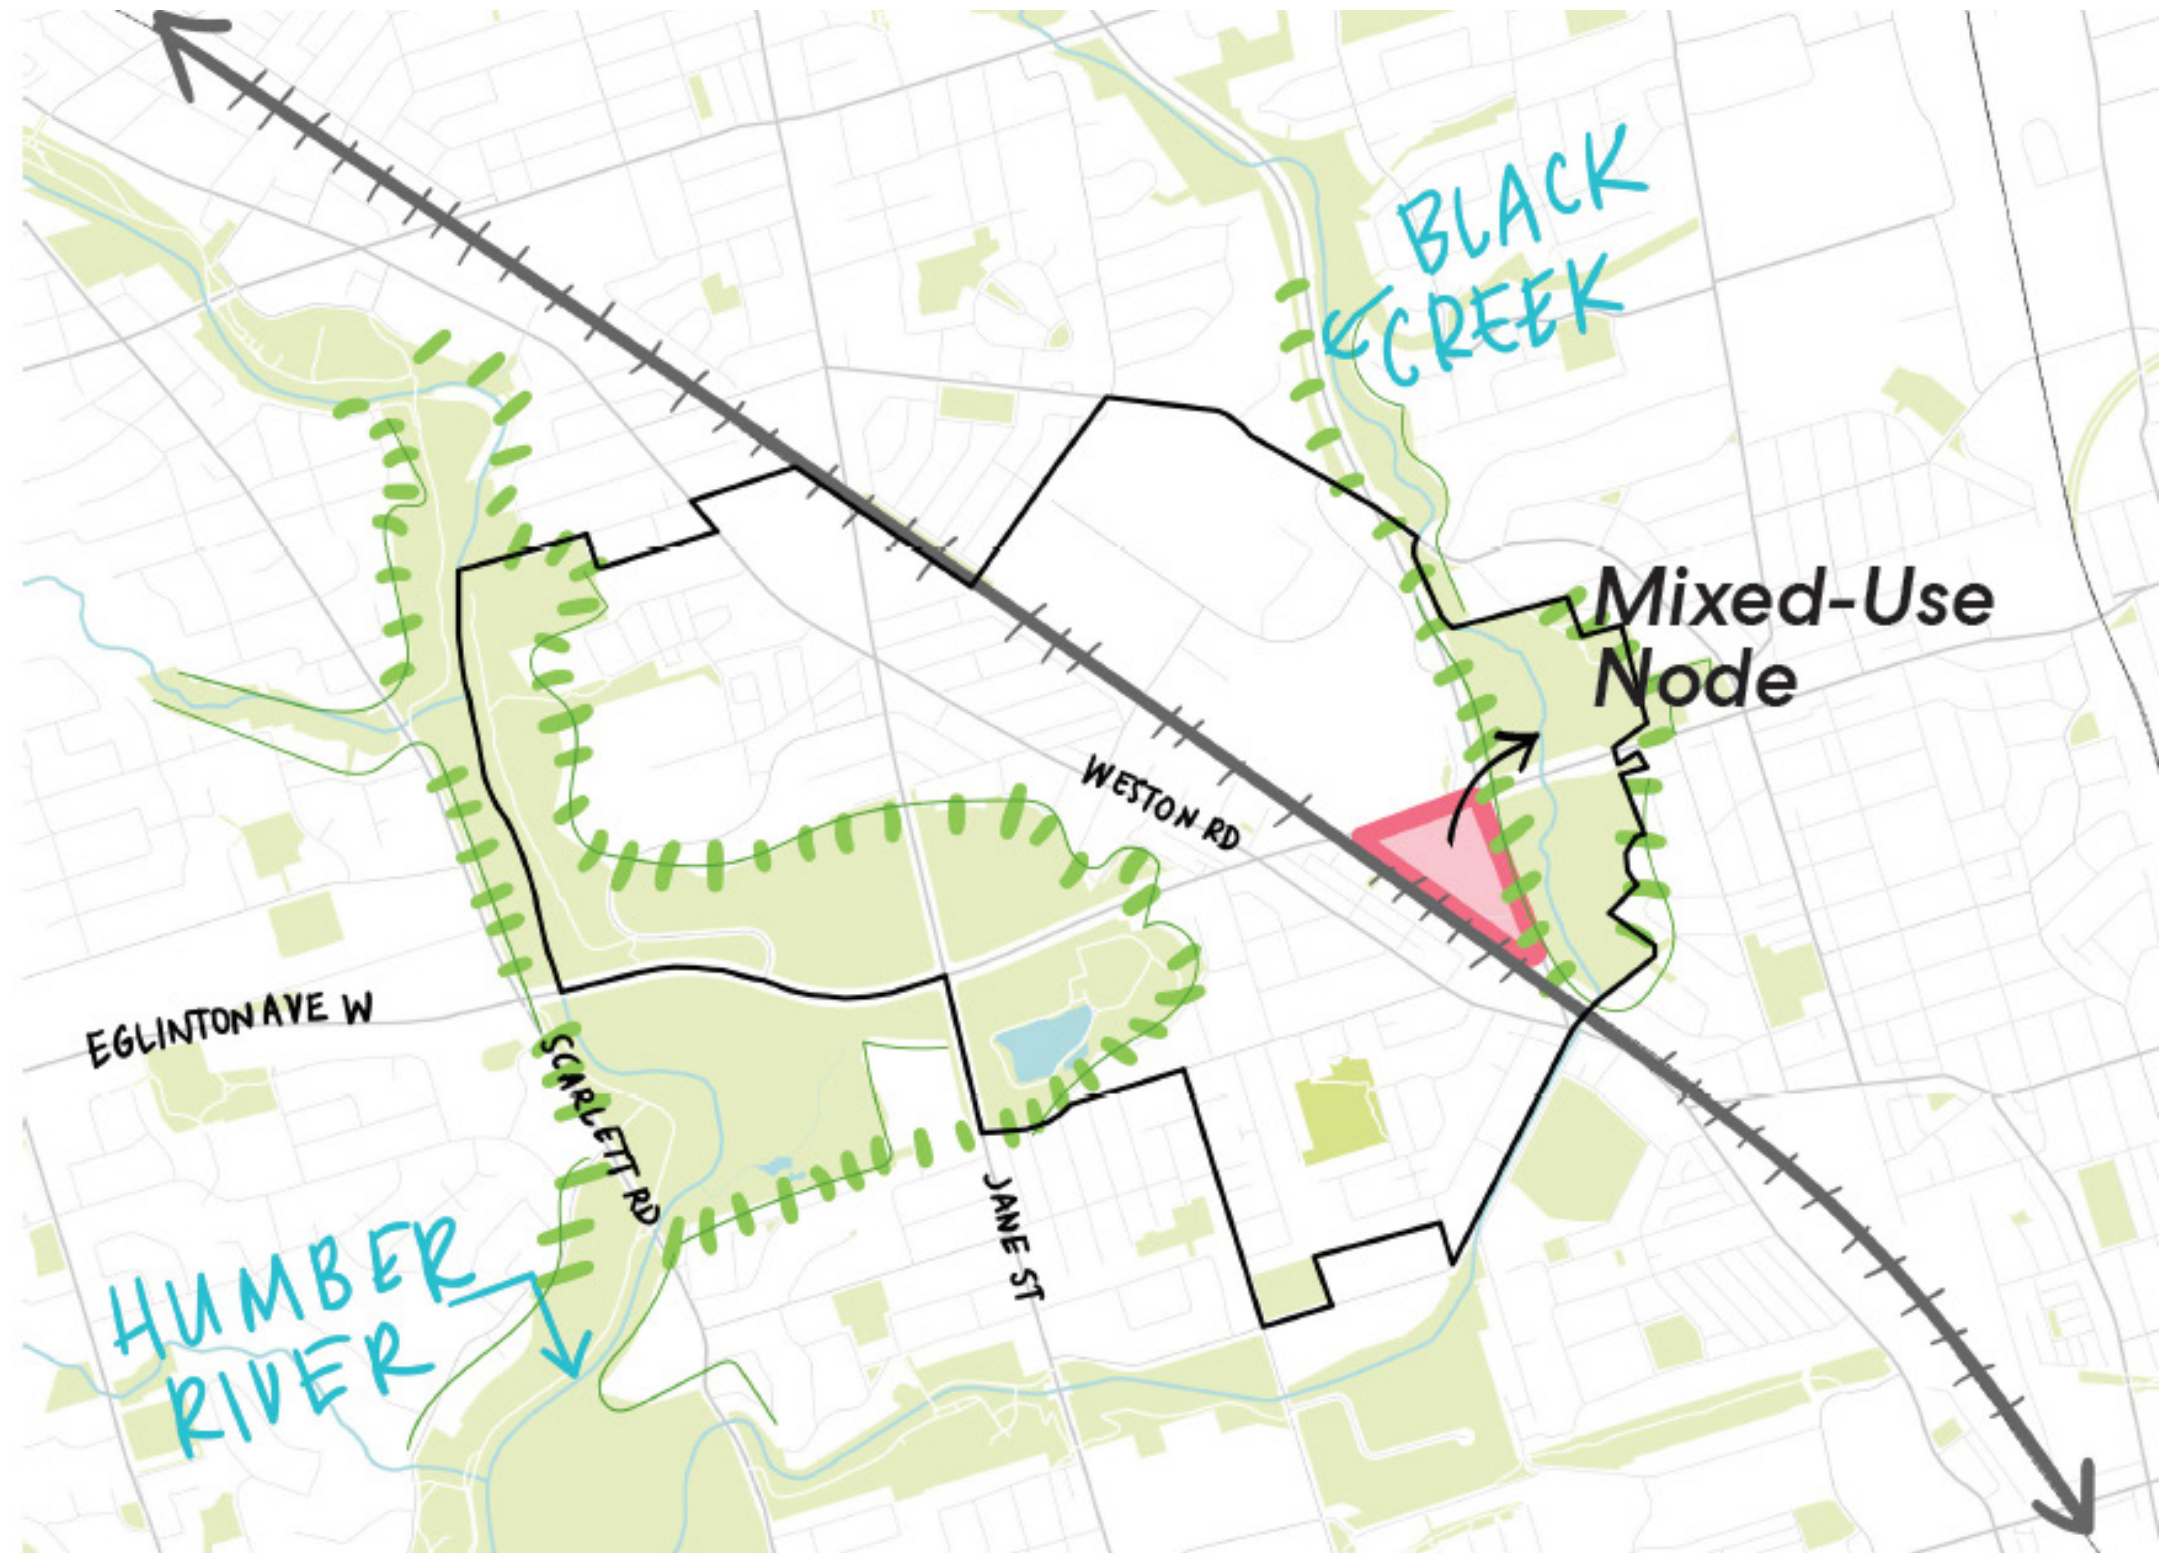 BLACK
CREEK
Mixed-Use
Node
WESTON RD
EGLINTON AVE W
SCARLETT RD
JANE ST
HUMBER
RIVER